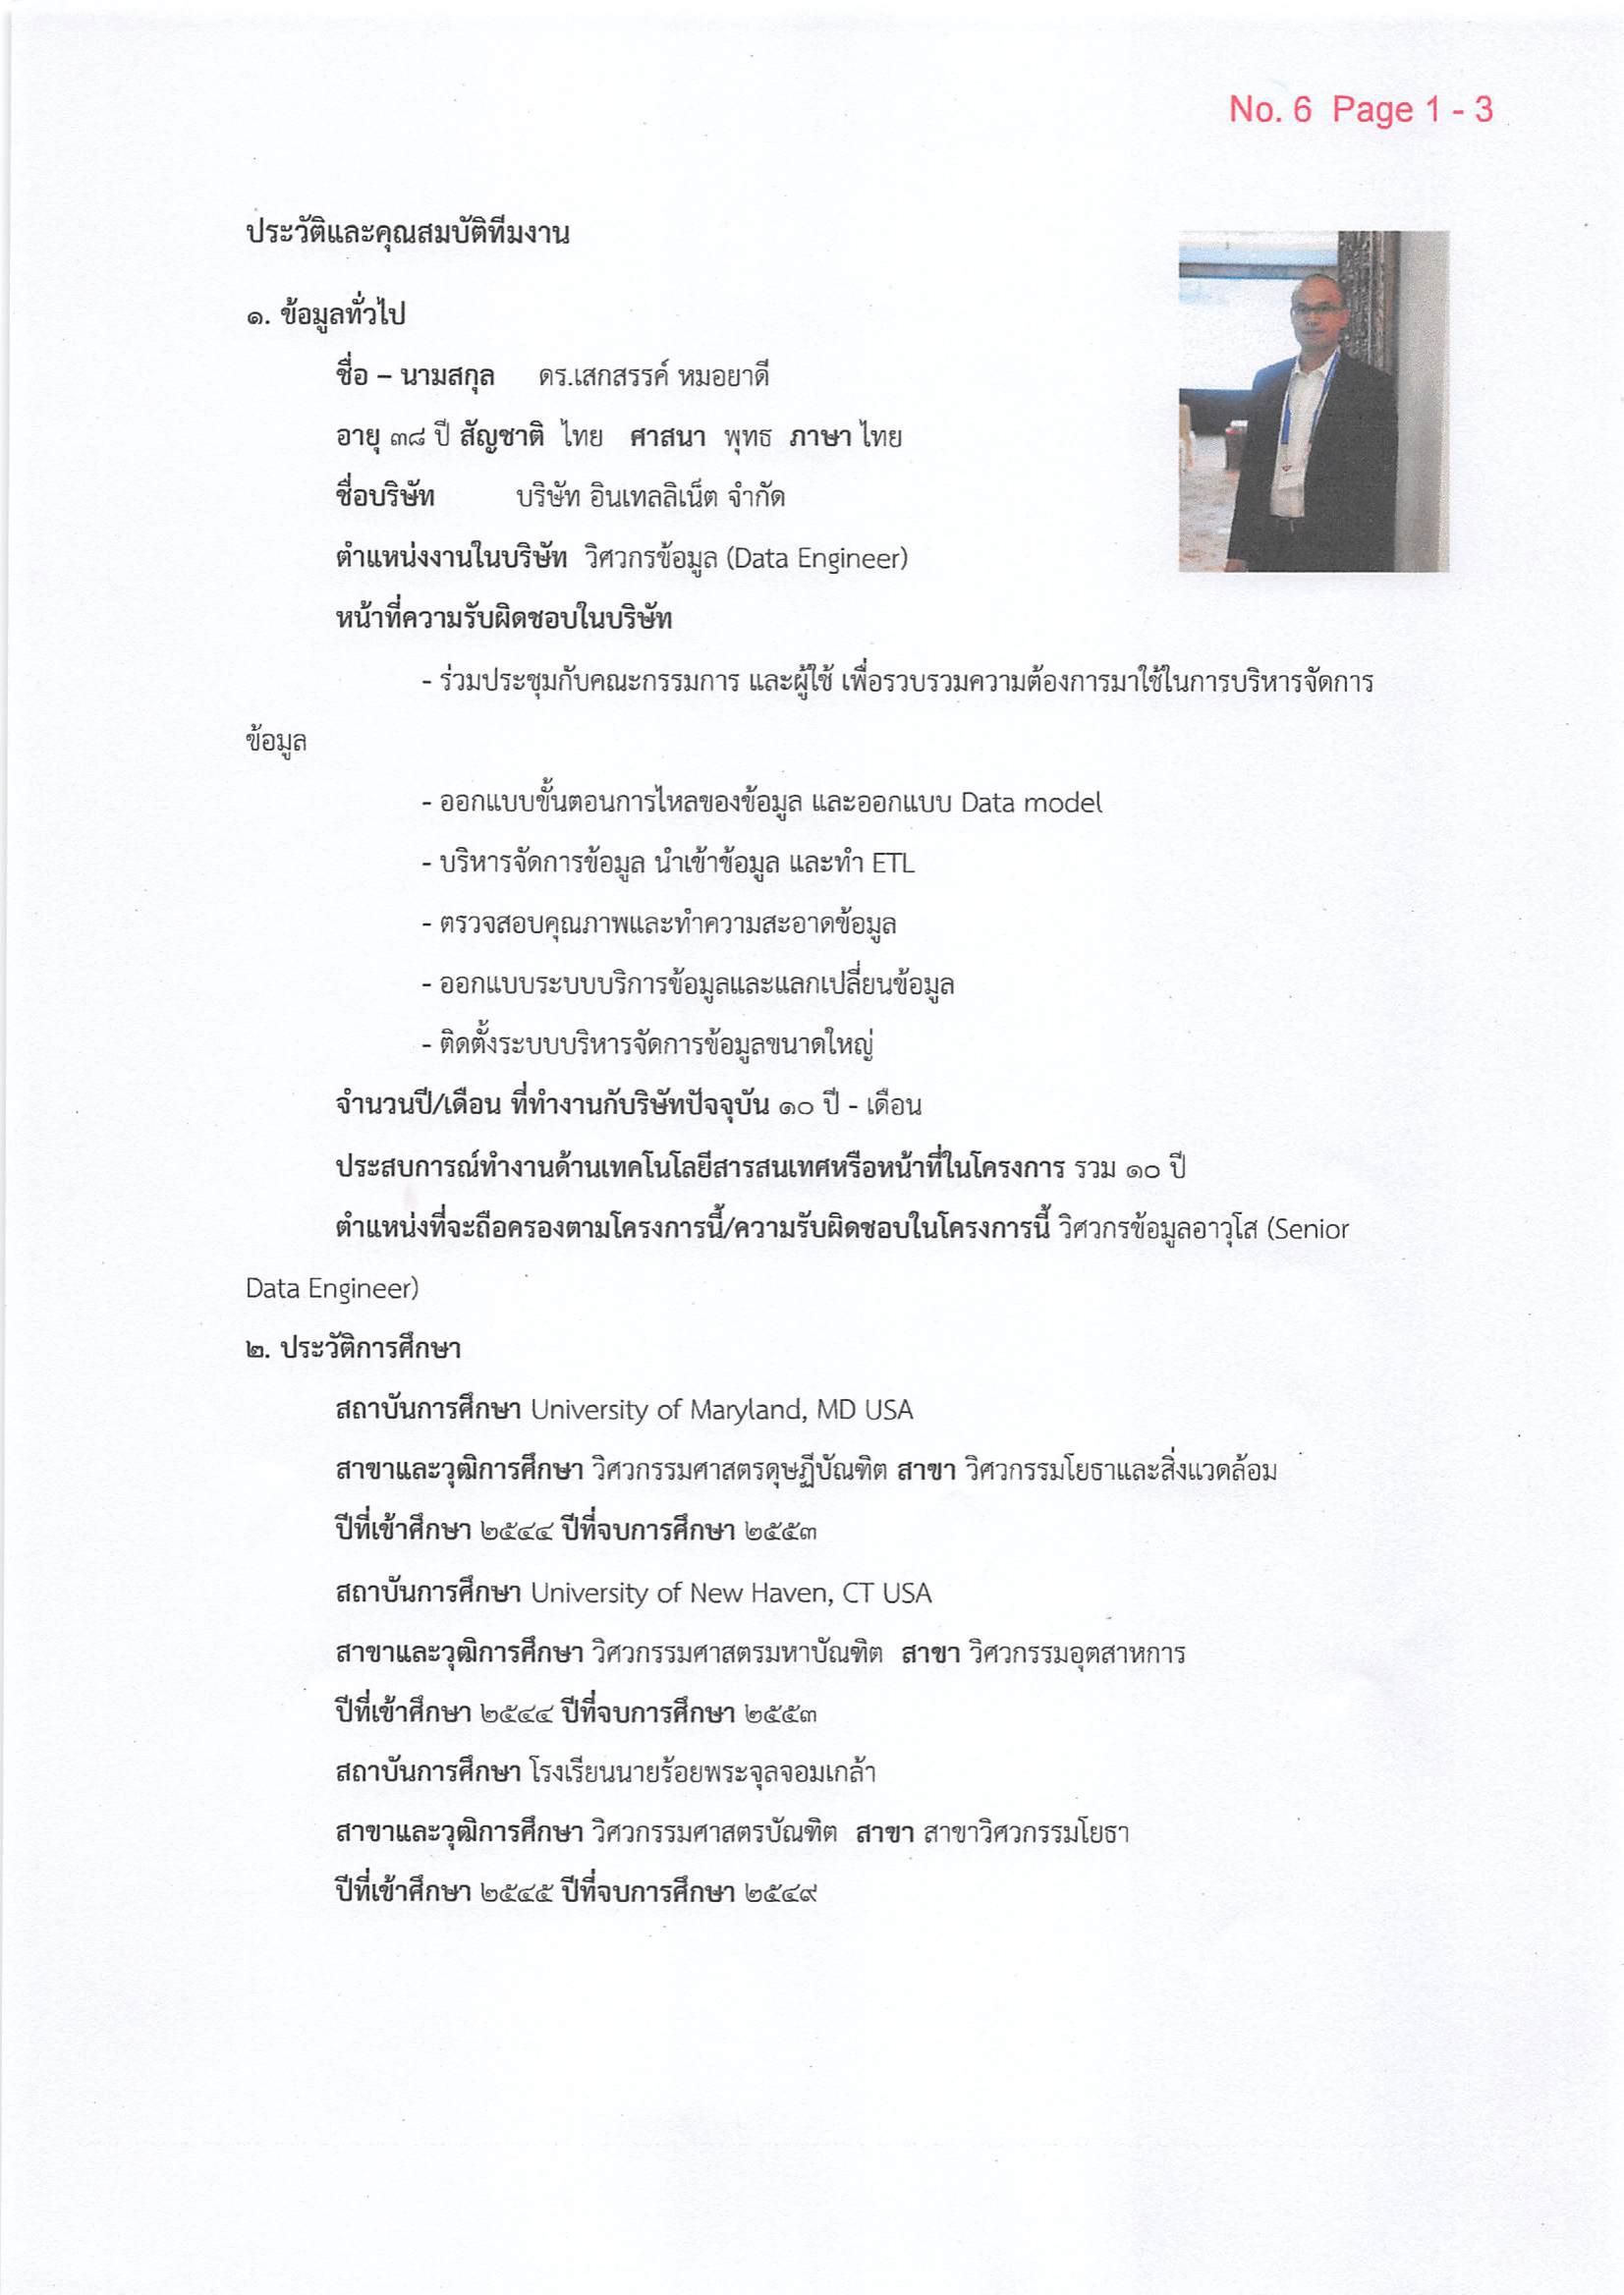 No. 6 Page 1 - 3
ประวัติและคุณสมบัติทีมงาน
๑. ข้อมูลทั่วไป
ชื่อ – นามสกุล ดร.เสกสรรค์ หมอยาดี
อายุ ๓๘ ปี สัญชาติ ไทย ศาสนา พุทธ ภาษา ไทย
ชื่อบริษัท บริษัท อินเทลลิเน็ต จำกัด
ตำแหน่งงานในบริษัท วิศวกรข้อมูล (Data Engineer)
หน้าที่ความรับผิดชอบในบริษัท
- ร่วมประชุมกับคณะกรรมการ และผู้ใช้ เพื่อรวบรวมความต้องการมาใช้ในการบริหารจัดการ
ข้อมูล
- ออกแบบขั้นตอนการไหลของข้อมูล และออกแบบ Data model
- บริหารจัดการข้อมูล นำเข้าข้อมูล และทำ ETL
- ตรวจสอบคุณภาพและทำความสะอาดข้อมูล
- ออกแบบระบบบริการข้อมูลและแลกเปลี่ยนข้อมูล
- ติดตั้งระบบบริหารจัดการข้อมูลขนาดใหญ่
จำนวนปี/เดือน ที่ทำงานกับบริษัทปัจจุบัน ๑๐ ปี - เดือน
ประสบการณ์ทำงานด้านเทคโนโลยีสารสนเทศหรือหน้าที่ในโครงการ รวม ๑๐ ปี
ตำแหน่งที่จะถือครองตามโครงการนี้/ความรับผิดชอบในโครงการนี้ วิศวกรข้อมูลอาวุโส (Senior
Data Engineer)
๒. ประวัติการศึกษา
สถาบันการศึกษา University of Maryland, MD USA
สาขาและวุฒิการศึกษา วิศวกรรมศาสตรดุษฎีบัณฑิต สาขา วิศวกรรมโยธาและสิ่งแวดล้อม
ปีที่เข้าศึกษา ๒๕๔๔ ปีที่จบการศึกษา ๒๕๕๓
สถาบันการศึกษา University of New Haven, CT USA
สาขาและวุฒิการศึกษา วิศวกรรมศาสตรมหาบัณฑิต สาขา วิศวกรรมอุตสาหการ
ปีที่เข้าศึกษา ๒๕๔๔ ปีที่จบการศึกษา ๒๕๕๓
สถาบันการศึกษา โรงเรียนนายร้อยพระจุลจอมเกล้า
สาขาและวุฒิการศึกษา วิศวกรรมศาสตรบัณฑิต สาขา สาขาวิศวกรรมโยธา
ปีที่เข้าศึกษา ๒๕๔๕ ปีที่จบการศึกษา ๒๕๔๙